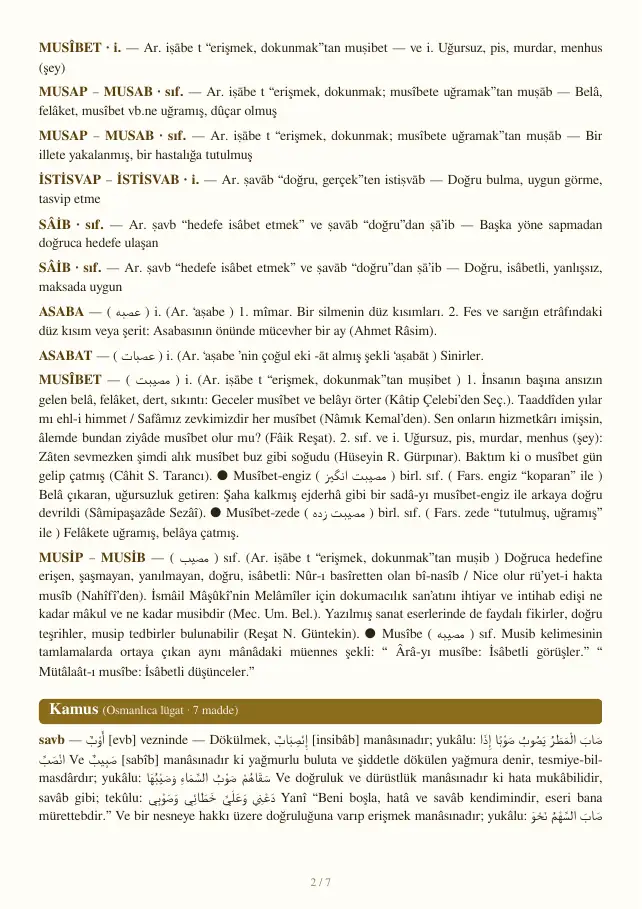 MUSÎBET · i. — Ar. iṣābe t “erişmek, dokunmak”tan muṣibet — ve i. Uğursuz, pis, murdar, menhus
(şey)
MUSAP – MUSAB · sıf. — Ar. iṣābe t “erişmek, dokunmak; musîbete uğramak”tan muṣāb — Belâ,
felâket, musîbet vb.ne uğramış, dûçar olmuş
MUSAP – MUSAB · sıf. — Ar. iṣābe t “erişmek, dokunmak; musîbete uğramak”tan muṣāb — Bir
illete yakalanmış, bir hastalığa tutulmuş
İSTİSVAP – İSTİSVAB · i. — Ar. ṣavāb “doğru, gerçek”ten istiṣvāb — Doğru bulma, uygun görme,
tasvip etme
SÂİB · sıf. — Ar. ṣavb “hedefe isâbet etmek” ve ṣavāb “doğru”dan ṣā’ib — Başka yöne sapmadan
doğruca hedefe ulaşan
SÂİB · sıf. — Ar. ṣavb “hedefe isâbet etmek” ve ṣavāb “doğru”dan ṣā’ib — Doğru, isâbetli, yanlışsız,
maksada uygun
ASABA — ( عصبه ) i. (Ar. ‘aṣabe ) 1. mîmar. Bir silmenin düz kısımları. 2. Fes ve sarığın etrâfındaki
düz kısım veya şerit: Asabasının önünde mücevher bir ay (Ahmet Râsim).
ASABAT — ( عصبات ) i. (Ar. ‘aṣabe ’nin çoğul eki -āt almış şekli ‘aṣabāt ) Sinirler.
MUSÎBET — ( مصيبت ) i. (Ar. iṣābe t “erişmek, dokunmak”tan muṣibet ) 1. İnsanın başına ansızın
gelen belâ, felâket, dert, sıkıntı: Geceler musîbet ve belâyı örter (Kâtip Çelebi’den Seç.). Taaddîden yılar
mı ehl-i himmet / Safâmız zevkimizdir her musîbet (Nâmık Kemal’den). Sen onların hizmetkârı imişsin,
âlemde bundan ziyâde musîbet olur mu? (Fâik Reşat). 2. sıf. ve i. Uğursuz, pis, murdar, menhus (şey):
Zâten sevmezken şimdi alık musîbet buz gibi soğudu (Hüseyin R. Gürpınar). Baktım ki o musîbet gün
gelip çatmış (Câhit S. Tarancı). ● Musîbet-engiz ( مصيبت انگيز ) birl. sıf. ( Fars. engiz “koparan” ile )
Belâ çıkaran, uğursuzluk getiren: Şaha kalkmış ejderhâ gibi bir sadâ-yı musîbet-engiz ile arkaya doğru
devrildi (Sâmipaşazâde Sezâî). ● Musîbet-zede ( مصيبت زده ) birl. sıf. ( Fars. zede “tutulmuş, uğramış”
ile ) Felâkete uğramış, belâya çatmış.
MUSİP – MUSİB — ( مصيب ) sıf. (Ar. iṣābe t “erişmek, dokunmak”tan muṣib ) Doğruca hedefine
erişen, şaşmayan, yanılmayan, doğru, isâbetli: Nûr-ı basîretten olan bî-nasîb / Nice olur rü’yet-i hakta
musîb (Nahîfî’den). İsmâil Mâşûkî’nin Melâmîler için dokumacılık san’atını ihtiyar ve intihab edişi ne
kadar mâkul ve ne kadar musibdir (Mec. Um. Bel.). Yazılmış sanat eserlerinde de faydalı fikirler, doğru
teşrihler, musip tedbirler bulunabilir (Reşat N. Güntekin). ● Musîbe ( مصيبه ) sıf. Musib kelimesinin
tamlamalarda ortaya çıkan aynı mânâdaki müennes şekli: “ Ârâ-yı musîbe: İsâbetli görüşler.” “
Mütâlaât-ı musîbe: İsâbetli düşünceler.”
Kamus (Osmanlıca lügat · 7 madde)
savb — أَوْبٌ [evb] vezninde — Dökülmek, إِنْصِبَابٌ [insibâb] manâsınadır; yukâlu: صَابَ الْمَطَرُ يَصُوبُ صَوْبًا إِذَا
انْصَبَّ Ve صَبِيبٌ [sabîb] manâsınadır ki yağmurlu buluta ve şiddetle dökülen yağmura denir, tesmiye-bil-
masdârdır; yukâlu: سَقَاهُمْ صَوْبُ السَّمَاءِ وَصَيِّبُهَا Ve doğruluk ve dürüstlük manâsınadır ki hata mukâbilidir,
savâb gibi; tekûlu: دَعْنِي وَعَلَيَّ خَطَائِي وَصَوْبِي Yanî “Beni boşla, hatâ ve savâb kendimindir, eseri bana
mürettebdir.” Ve bir nesneye hakkı üzere doğruluğuna varıp erişmek manâsınadır; yukâlu: صَابَ السَّهْمُ نَحْوَ
2 / 7